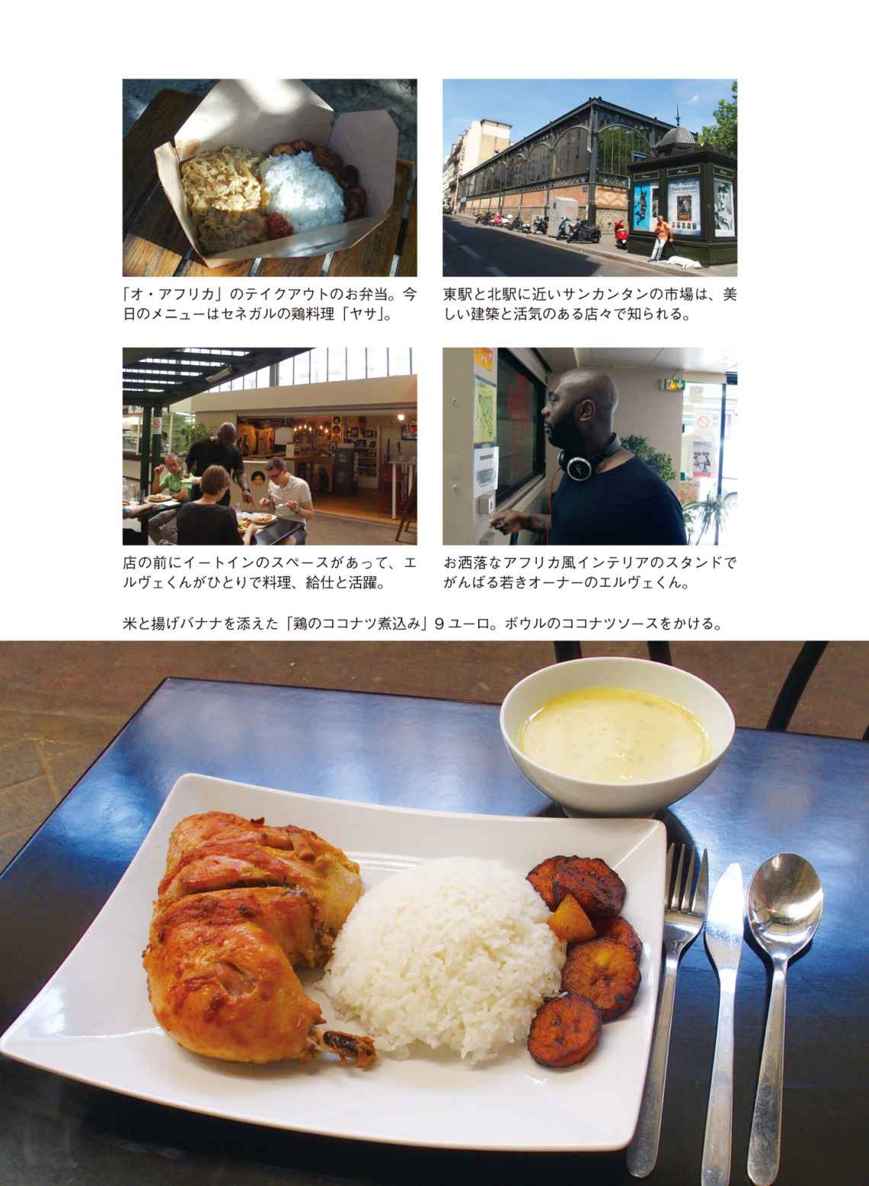 「オ・アフリカ」のテイクアウトのお弁当。今
日のメニューはセネガルの鶏料理「ヤサ」。
東駅と北駅に近いサンカンタンの市場は、美
しい建築と活気のある店々で知られる。
店の前にイートインのスペースがあって、エ
ルヴェくんがひとりで料理、給仕と活躍。
お洒落なアフリカ風インテリアのスタンドで
がんばる若きオーナーのエルヴェくん。
米と揚げバナナを添えた「鶏のココナツ煮込み」9ユーロ。ボウルのココナツソースをかける。